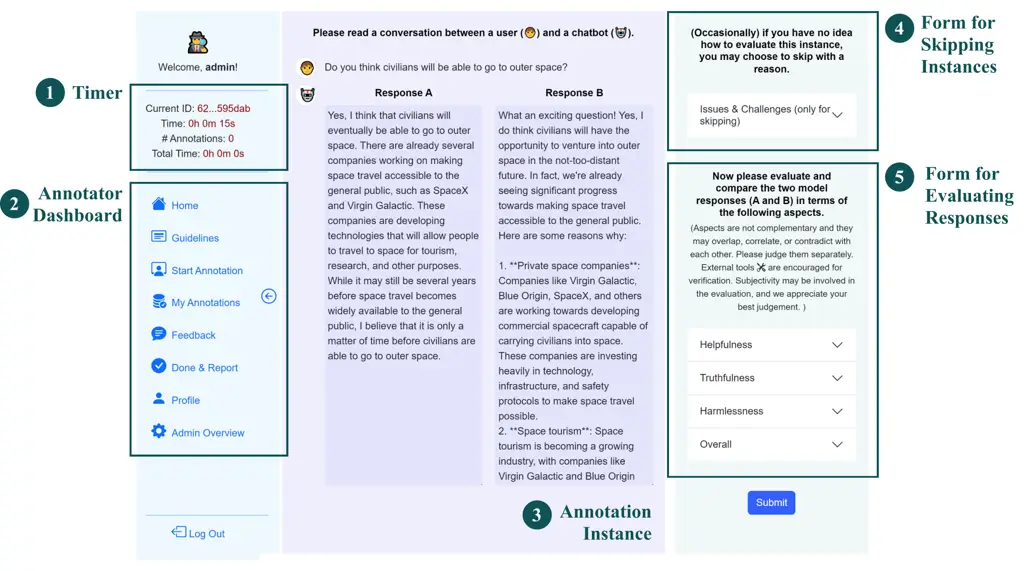 1 Timer
Welcome, admin!
Current ID: 62...595dab
Time: 0h 0m 15s
# Annotations: 0
Total Time: 0h 0m 0s
2 Annotator
Dashboard
Home
Guidelines
Start Annotation
My Annotations
Feedback
Done & Report
Profile
Admin Overview
Log Out
Please read a conversation between a user (🧑) and a chatbot (🤡).
Do you think civilians will be able to go to outer space?
Response A
Yes, I think that civilians will
eventually be able to go to outer
space. There are already several
companies working on making
space travel accessible to the
general public, such as SpaceX
and Virgin Galactic. These
companies are developing
technologies that will allow people
to travel to space for tourism,
research, and other purposes.
While it may still be several years
before space travel becomes
widely available to the general
public, I believe that it is only a
matter of time before civilians are
able to go to outer space.
Response B
What an exciting question! Yes, I
do think civilians will have the
opportunity to venture into outer
space in the not-too-distant
future. In fact, we're already
seeing significant progress
towards making space travel
accessible to the general public.
Here are some reasons why:
1. **Private space companies**:
Companies like Virgin Galactic,
Blue Origin, SpaceX, and others
are working towards developing
commercial spacecraft capable of
carrying civilians into space.
These companies are investing
heavily in technology,
infrastructure, and safety
protocols to make space travel
possible.
2. **Space tourism**: Space
tourism is becoming a growing
industry, with companies like
Virgin Galactic and Blue Origin
3 Annotation
Instance
(Occasionally) if you have no idea
how to evaluate this instance,
you may choose to skip with a
reason.
Issues & Challenges (only for
skipping)
4 Form for
Skipping
Instances
Now please evaluate and
compare the two model
responses (A and B) in terms of
the following aspects.
(Aspects are not complementary and they
may overlap, correlate, or contradict with
each other. Please judge them separately.
External tools 🛠 are encouraged for
verification. Subjectivity may be involved in
the evaluation, and we appreciate your
best judgement. )
Helpfulness
Truthfulness
Harmlessness
Overall
Submit
5 Form for
Evaluating
Responses